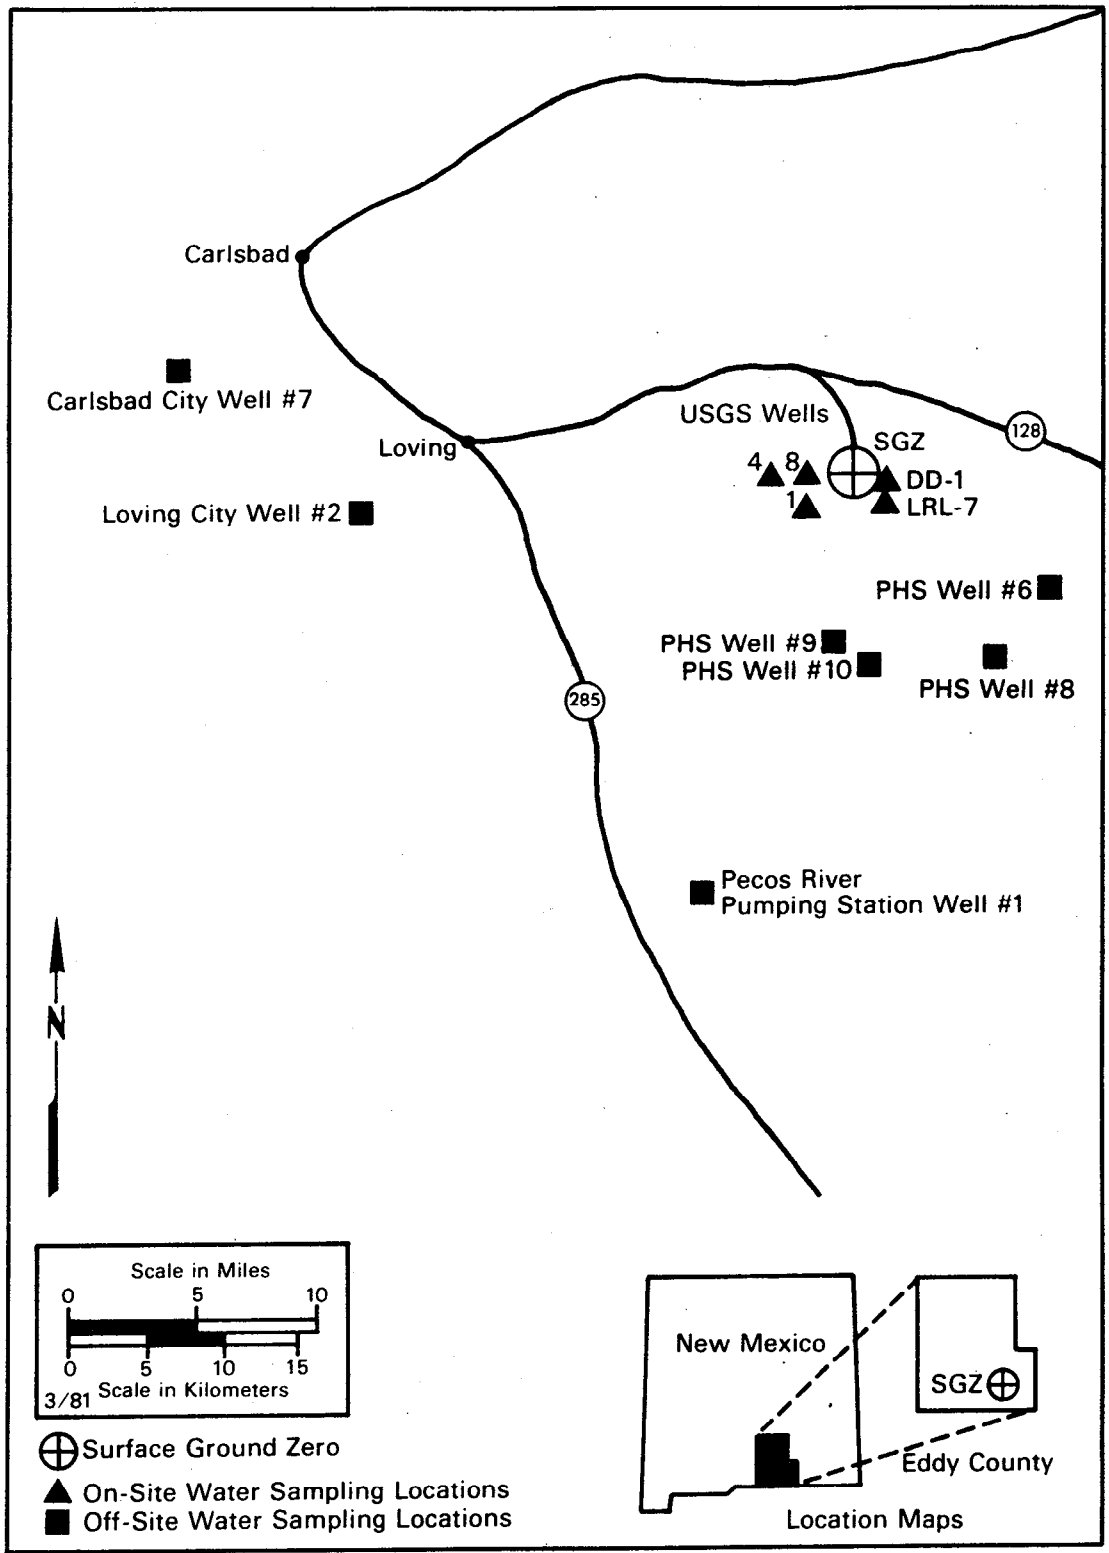 Carlsbad
Carlsbad City Well #7
Loving
USGS Wells
SGZ
128
4
8
1
DD-1
LRL-7
Loving City Well #2
PHS Well #6
PHS Well #9
PHS Well #10
PHS Well #8
285
Pecos River
Pumping Station Well #1
N
Scale in Miles
0 5 10
0 5 10 15
Scale in Kilometers
3/81
Surface Ground Zero
On-Site Water Sampling Locations
Off-Site Water Sampling Locations
New Mexico
SGZ
Eddy County
Location Maps